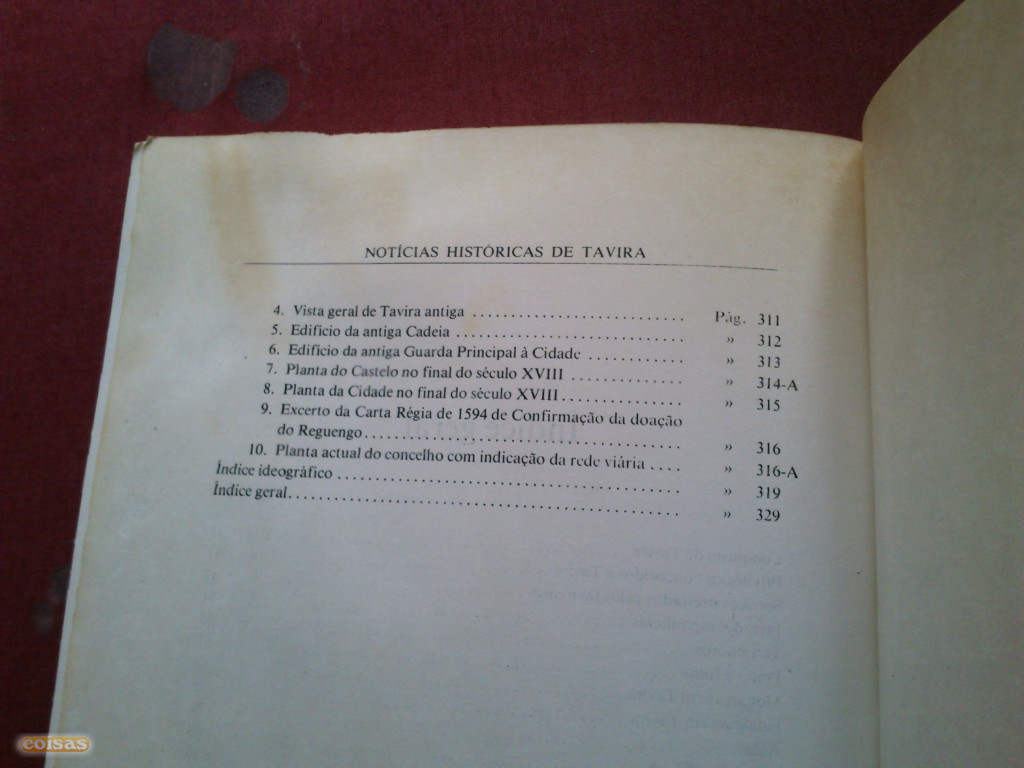 NOTÍCIAS HISTÓRICAS DE TAVIRA
4. Vista geral de Tavira antiga ............................ Pág. 311
5. Edifício da antiga Cadeia .............................. » 312
6. Edifício da antiga Guarda Principal à Cidade ............ » 313
7. Planta do Castelo no final do século XVIII ............... » 314-A
8. Planta da Cidade no final do século XVIII................ » 315
9. Excerto da Carta Régia de 1594 de Confirmação da doação
do Reguengo.......................................... » 316
10. Planta actual do concelho com indicação da rede viária .... » 316-A
Índice ideográfico ............................................. » 319
Índice geral................................................... » 329
coisas